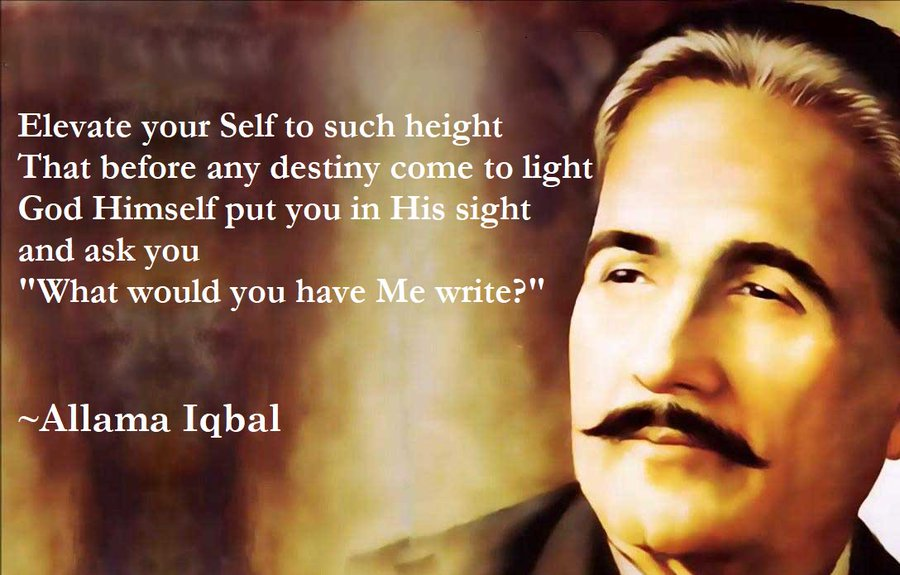 Elevate your Self to such height
That before any destiny come to light
God Himself put you in His sight
and ask you
"What would you have Me write?"
~Allama Iqbal